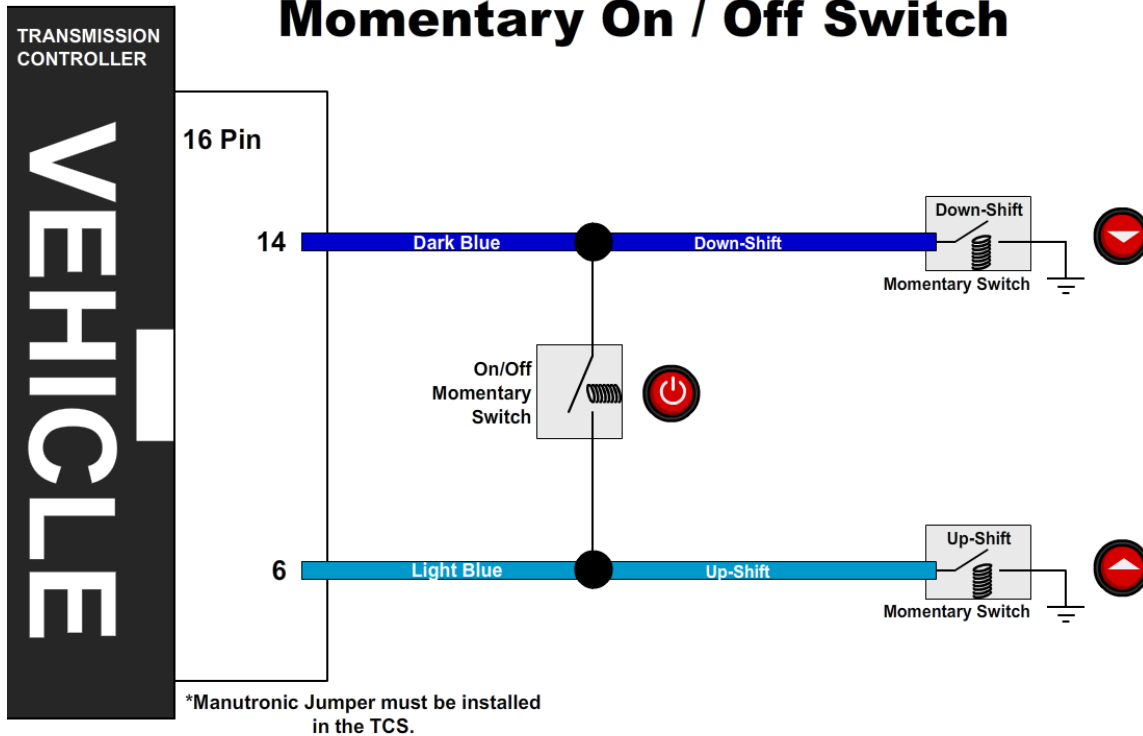 Momentary On / Off Switch
TRANSMISSION
CONTROLLER
VEHICLE
16 Pin
14
Dark Blue
Down-Shift
Down-Shift
Momentary Switch
On/Off
Momentary
Switch
6
Light Blue
Up-Shift
Up-Shift
Momentary Switch
*Manutronic Jumper must be installed
in the TCS.